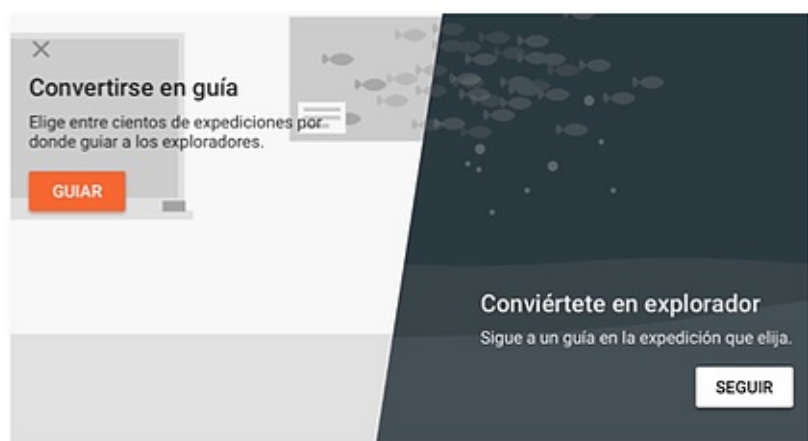 Convertirse en guía
Elige entre cientos de expediciones por
donde guiar a los exploradores.
GUIAR
Conviértete en explorador
Sigue a un guía en la expedición que elija.
SEGUIR